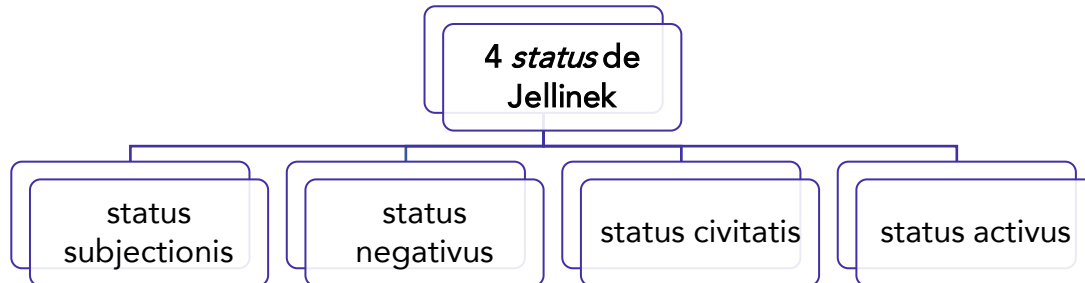 4 status de
Jellinek
status
subjectionis
status
negativus
status civitatis
status activus